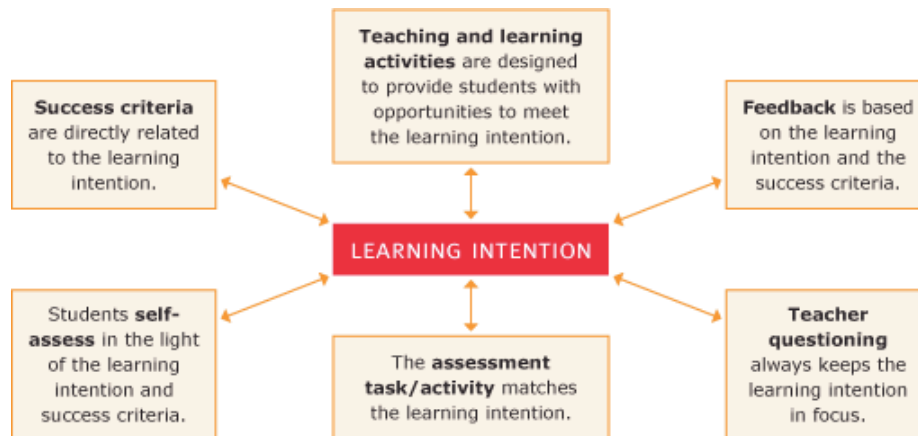 Teaching and learning
activities are designed
to provide students with
opportunities to meet
the learning intention.
Success criteria
are directly related
to the learning
intention.
Feedback is based
on the learning
intention and the
success criteria.
LEARNING INTENTION
Students self-
assess in the light
of the learning
intention and
success criteria.
The assessment
task/activity matches
the learning intention.
Teacher
questioning
always keeps the
learning intention
in focus.